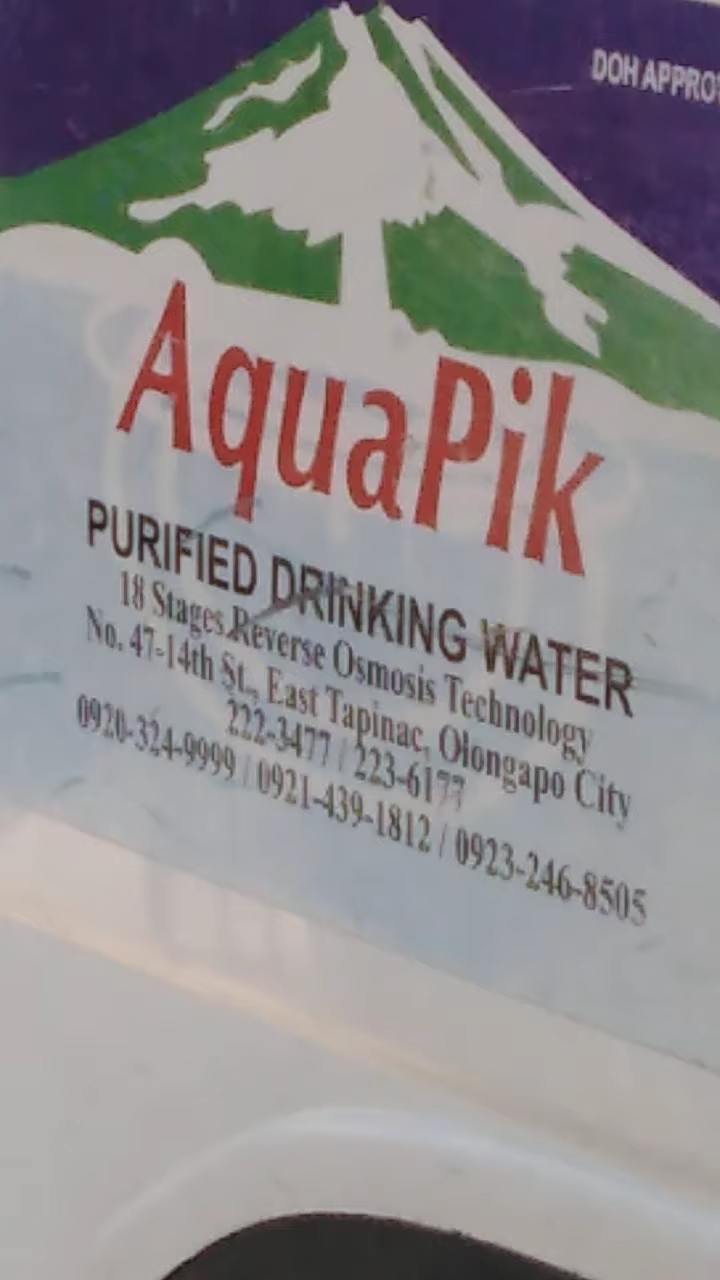 DOH APPRO
AquaPik
PURIFIED DRINKING WATER
18 Stages Reverse Osmosis Technology
No. 47-14th St., East Tapinac, Olongapo City
222-3477 / 223-6177
0920-324-9999 / 0921-439-1812 / 0923-246-8505